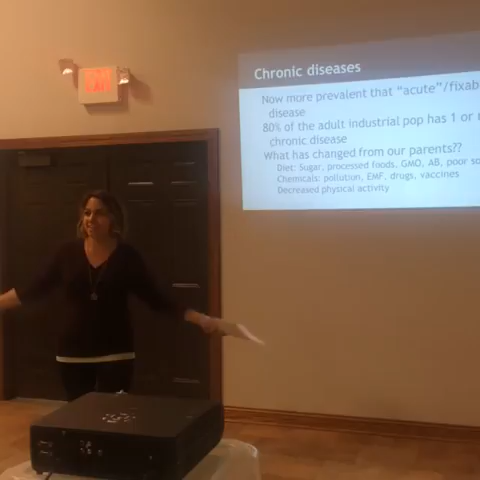 Chronic diseases
Now more prevalent that "acute"/fixab
disease
80% of the adult industrial pop has 1 or
chronic disease
What has changed from our parents??
Diet: Sugar, processed foods, GMO, AB, poor so
Chemicals: pollution, EMF, drugs, vaccines
Decreased physical activity